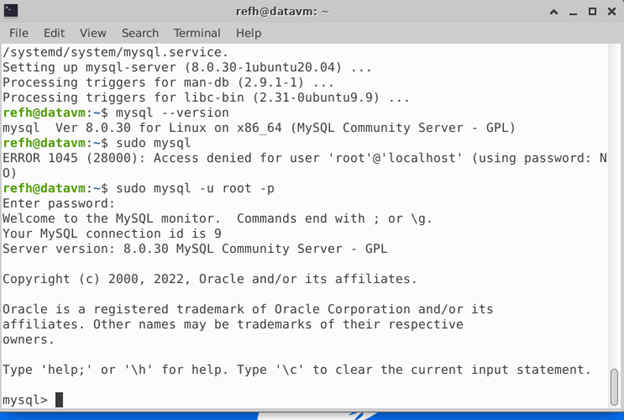 refh@datavm: ~
File Edit View Search Terminal Help
/systemd/system/mysql.service.
Setting up mysql-server (8.0.30-1ubuntu20.04) ...
Processing triggers for man-db (2.9.1-1) ...
Processing triggers for libc-bin (2.31-0ubuntu9.9) ...
refh@datavm:~$ mysql --version
mysql  Ver 8.0.30 for Linux on x86_64 (MySQL Community Server - GPL)
refh@datavm:~$ sudo mysql
ERROR 1045 (28000): Access denied for user 'root'@'localhost' (using password: N
O)
refh@datavm:~$ sudo mysql -u root -p
Enter password:
Welcome to the MySQL monitor.  Commands end with ; or \g.
Your MySQL connection id is 9
Server version: 8.0.30 MySQL Community Server - GPL
Copyright (c) 2000, 2022, Oracle and/or its affiliates.
Oracle is a registered trademark of Oracle Corporation and/or its
affiliates. Other names may be trademarks of their respective
owners.
Type 'help;' or '\h' for help. Type '\c' to clear the current input statement.
mysql>